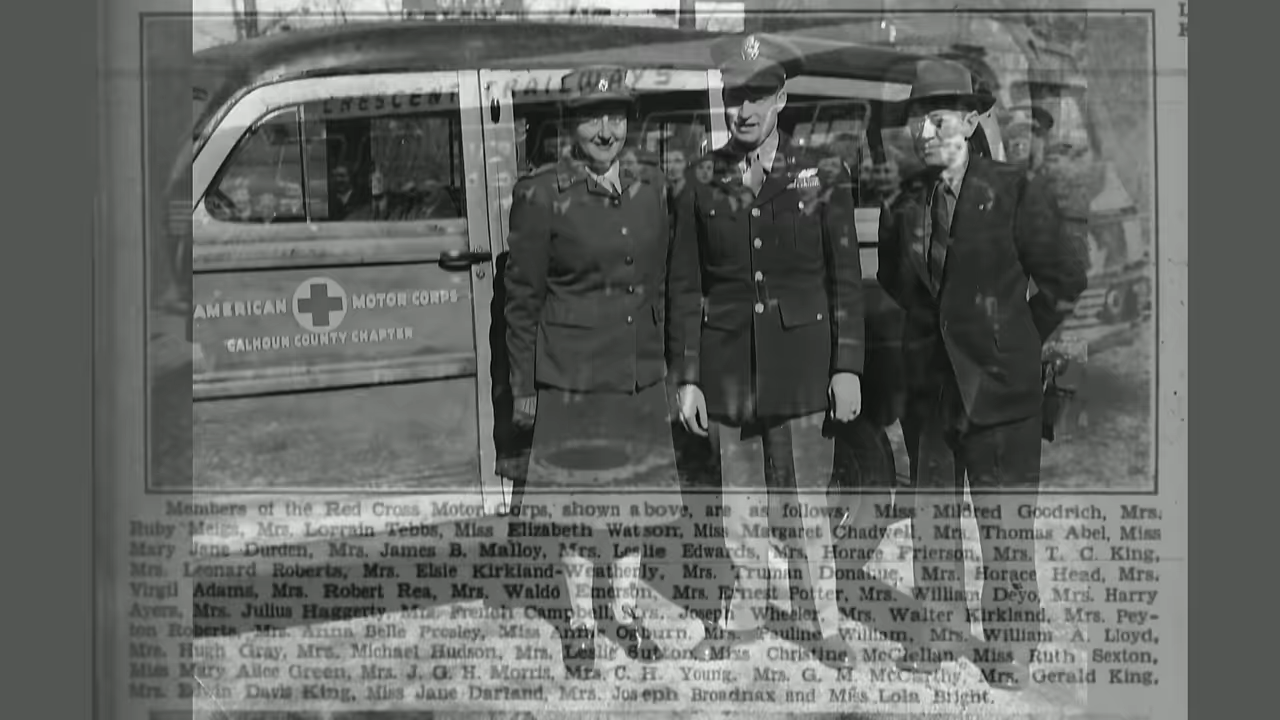 CRESCENT TRAILWAYS
AMERICAN MOTOR CORPS
CALHOUN COUNTY CHAPTER
Members of the Red Cross Motor Corps, shown above, are as follows: Miss Mildred Goodrich, Mrs.
Ruby Meigs, Mrs. Lorrain Tebbs, Miss Elizabeth Watson, Miss Margaret Chadwell, Mrs. Thomas Abel, Miss
Mary Jane Durden, Mrs. James B. Malloy, Mrs. Leslie Edwards, Mrs. Horace Frierson, Mrs. T. C. King,
Mrs. Leonard Roberts, Mrs. Elsie Kirkland-Weatherly, Mrs. Truman Donahue, Mrs. Horace Head, Mrs.
Virgil Adams, Mrs. Robert Rea, Mrs. Waldo Emerson, Mrs. Ernest Potter, Mrs. William Deyo, Mrs. Harry
Ayers, Mrs. Julius Haggerty, Mrs. French Campbell, Mrs. Joseph Wheeler, Mrs. Walter Kirkland, Mrs. Pey-
ton Roberts, Mrs. Anna Belle Presley, Miss Annie Ogburn, Mrs. Pauline William, Mrs. William A. Lloyd,
Mrs. Hugh Gray, Mrs. Michael Hudson, Mrs. Leslie Sutton, Miss Christine McClellan, Miss Ruth Sexton,
Miss Mary Alice Green, Mrs. J. G. H. Morris, Mrs. C. H. Young, Mrs. G. M. McCarthy, Mrs. Gerald King,
Mrs. Edwin Davis King, Miss Jane Darland, Mrs. Joseph Broadnax and Miss Lola Bright.